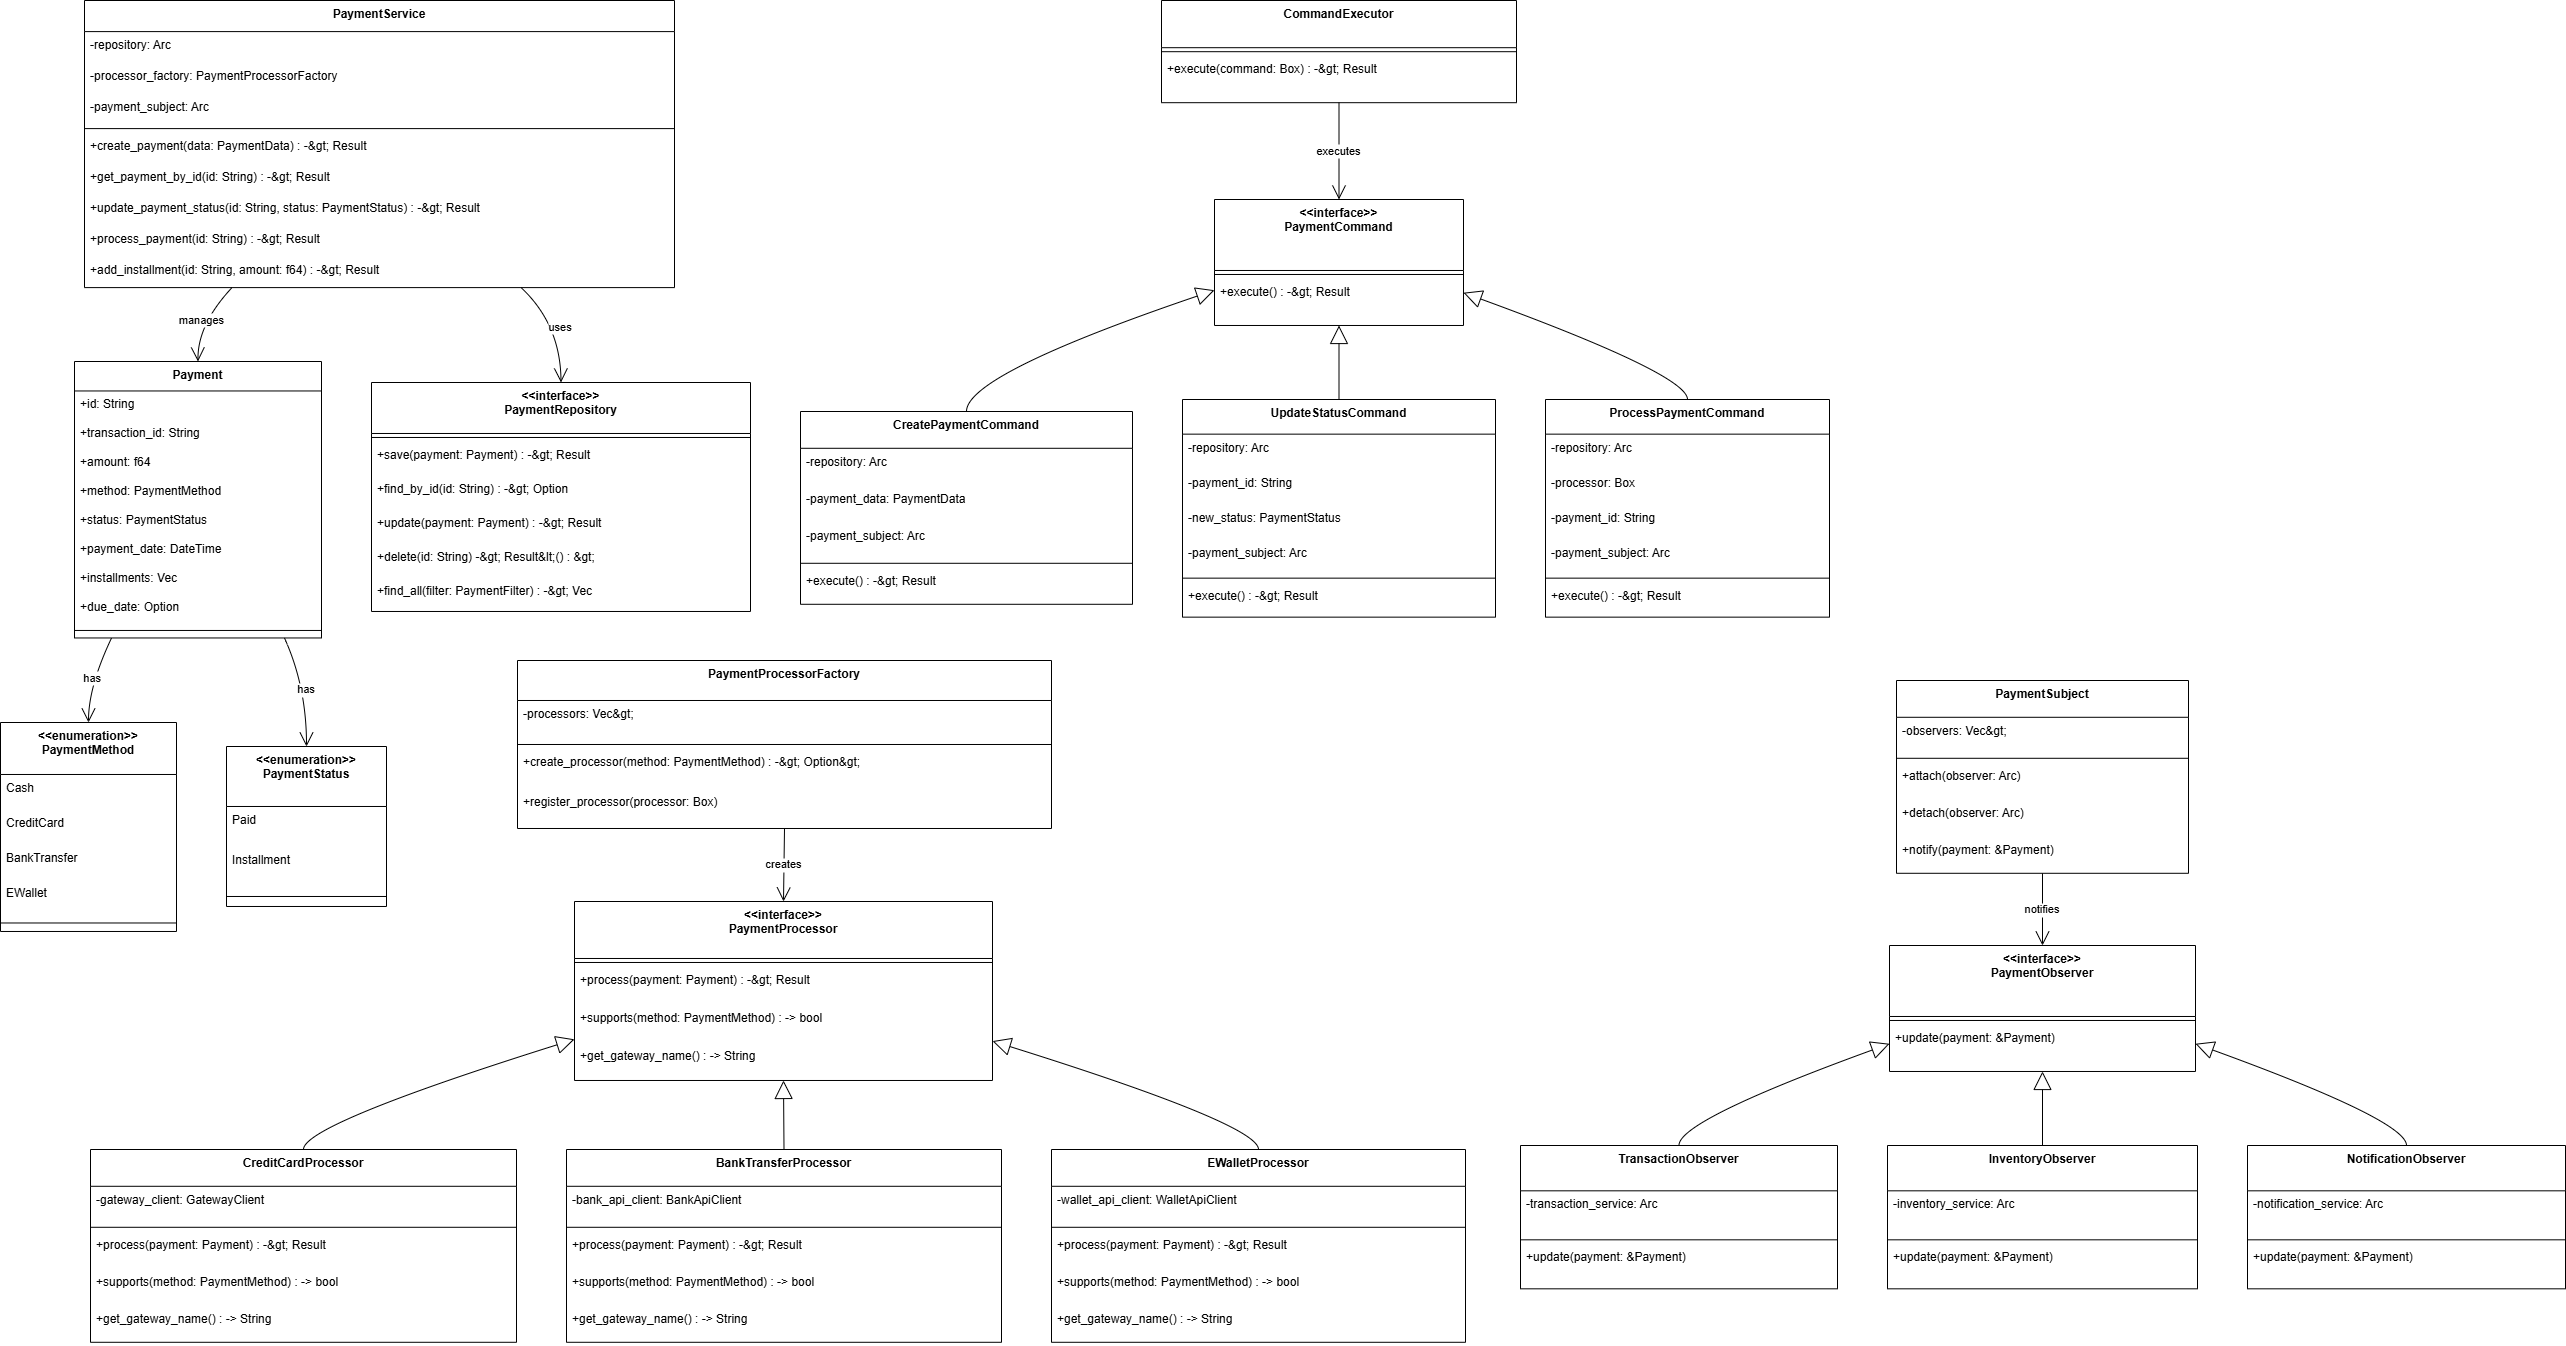 PaymentService
-repository: Arc
-processor_factory: PaymentProcessorFactory
-payment_subject: Arc
+create_payment(data: PaymentData) : -&gt; Result
+get_payment_by_id(id: String) : -&gt; Result
+update_payment_status(id: String, status: PaymentStatus) : -&gt; Result
+process_payment(id: String) : -&gt; Result
+add_installment(id: String, amount: f64) : -&gt; Result
manages
uses
Payment
+id: String
+transaction_id: String
+amount: f64
+method: PaymentMethod
+status: PaymentStatus
+payment_date: DateTime
+installments: Vec
+due_date: Option
<<interface>>
PaymentRepository
+save(payment: Payment) : -&gt; Result
+find_by_id(id: String) : -&gt; Option
+update(payment: Payment) : -&gt; Result
+delete(id: String) -&gt; Result&lt;() : &gt;
+find_all(filter: PaymentFilter) : -&gt; Vec
has
has
<<enumeration>>
PaymentMethod
Cash
CreditCard
BankTransfer
EWallet
<<enumeration>>
PaymentStatus
Paid
Installment
CommandExecutor
+execute(command: Box) : -&gt; Result
executes
<<interface>>
PaymentCommand
+execute() : -&gt; Result
CreatePaymentCommand
-repository: Arc
-payment_data: PaymentData
-payment_subject: Arc
+execute() : -&gt; Result
UpdateStatusCommand
-repository: Arc
-payment_id: String
-new_status: PaymentStatus
-payment_subject: Arc
+execute() : -&gt; Result
ProcessPaymentCommand
-repository: Arc
-processor: Box
-payment_id: String
-payment_subject: Arc
+execute() : -&gt; Result
PaymentProcessorFactory
-processors: Vec&gt;
+create_processor(method: PaymentMethod) : -&gt; Option&gt;
+register_processor(processor: Box)
creates
<<interface>>
PaymentProcessor
+process(payment: Payment) : -&gt; Result
+supports(method: PaymentMethod) : -> bool
+get_gateway_name() : -> String
CreditCardProcessor
-gateway_client: GatewayClient
+process(payment: Payment) : -&gt; Result
+supports(method: PaymentMethod) : -> bool
+get_gateway_name() : -> String
BankTransferProcessor
-bank_api_client: BankApiClient
+process(payment: Payment) : -&gt; Result
+supports(method: PaymentMethod) : -> bool
+get_gateway_name() : -> String
EWalletProcessor
-wallet_api_client: WalletApiClient
+process(payment: Payment) : -&gt; Result
+supports(method: PaymentMethod) : -> bool
+get_gateway_name() : -> String
PaymentSubject
-observers: Vec&gt;
+attach(observer: Arc)
+detach(observer: Arc)
+notify(payment: &Payment)
notifies
<<interface>>
PaymentObserver
+update(payment: &Payment)
TransactionObserver
-transaction_service: Arc
+update(payment: &Payment)
InventoryObserver
-inventory_service: Arc
+update(payment: &Payment)
NotificationObserver
-notification_service: Arc
+update(payment: &Payment)